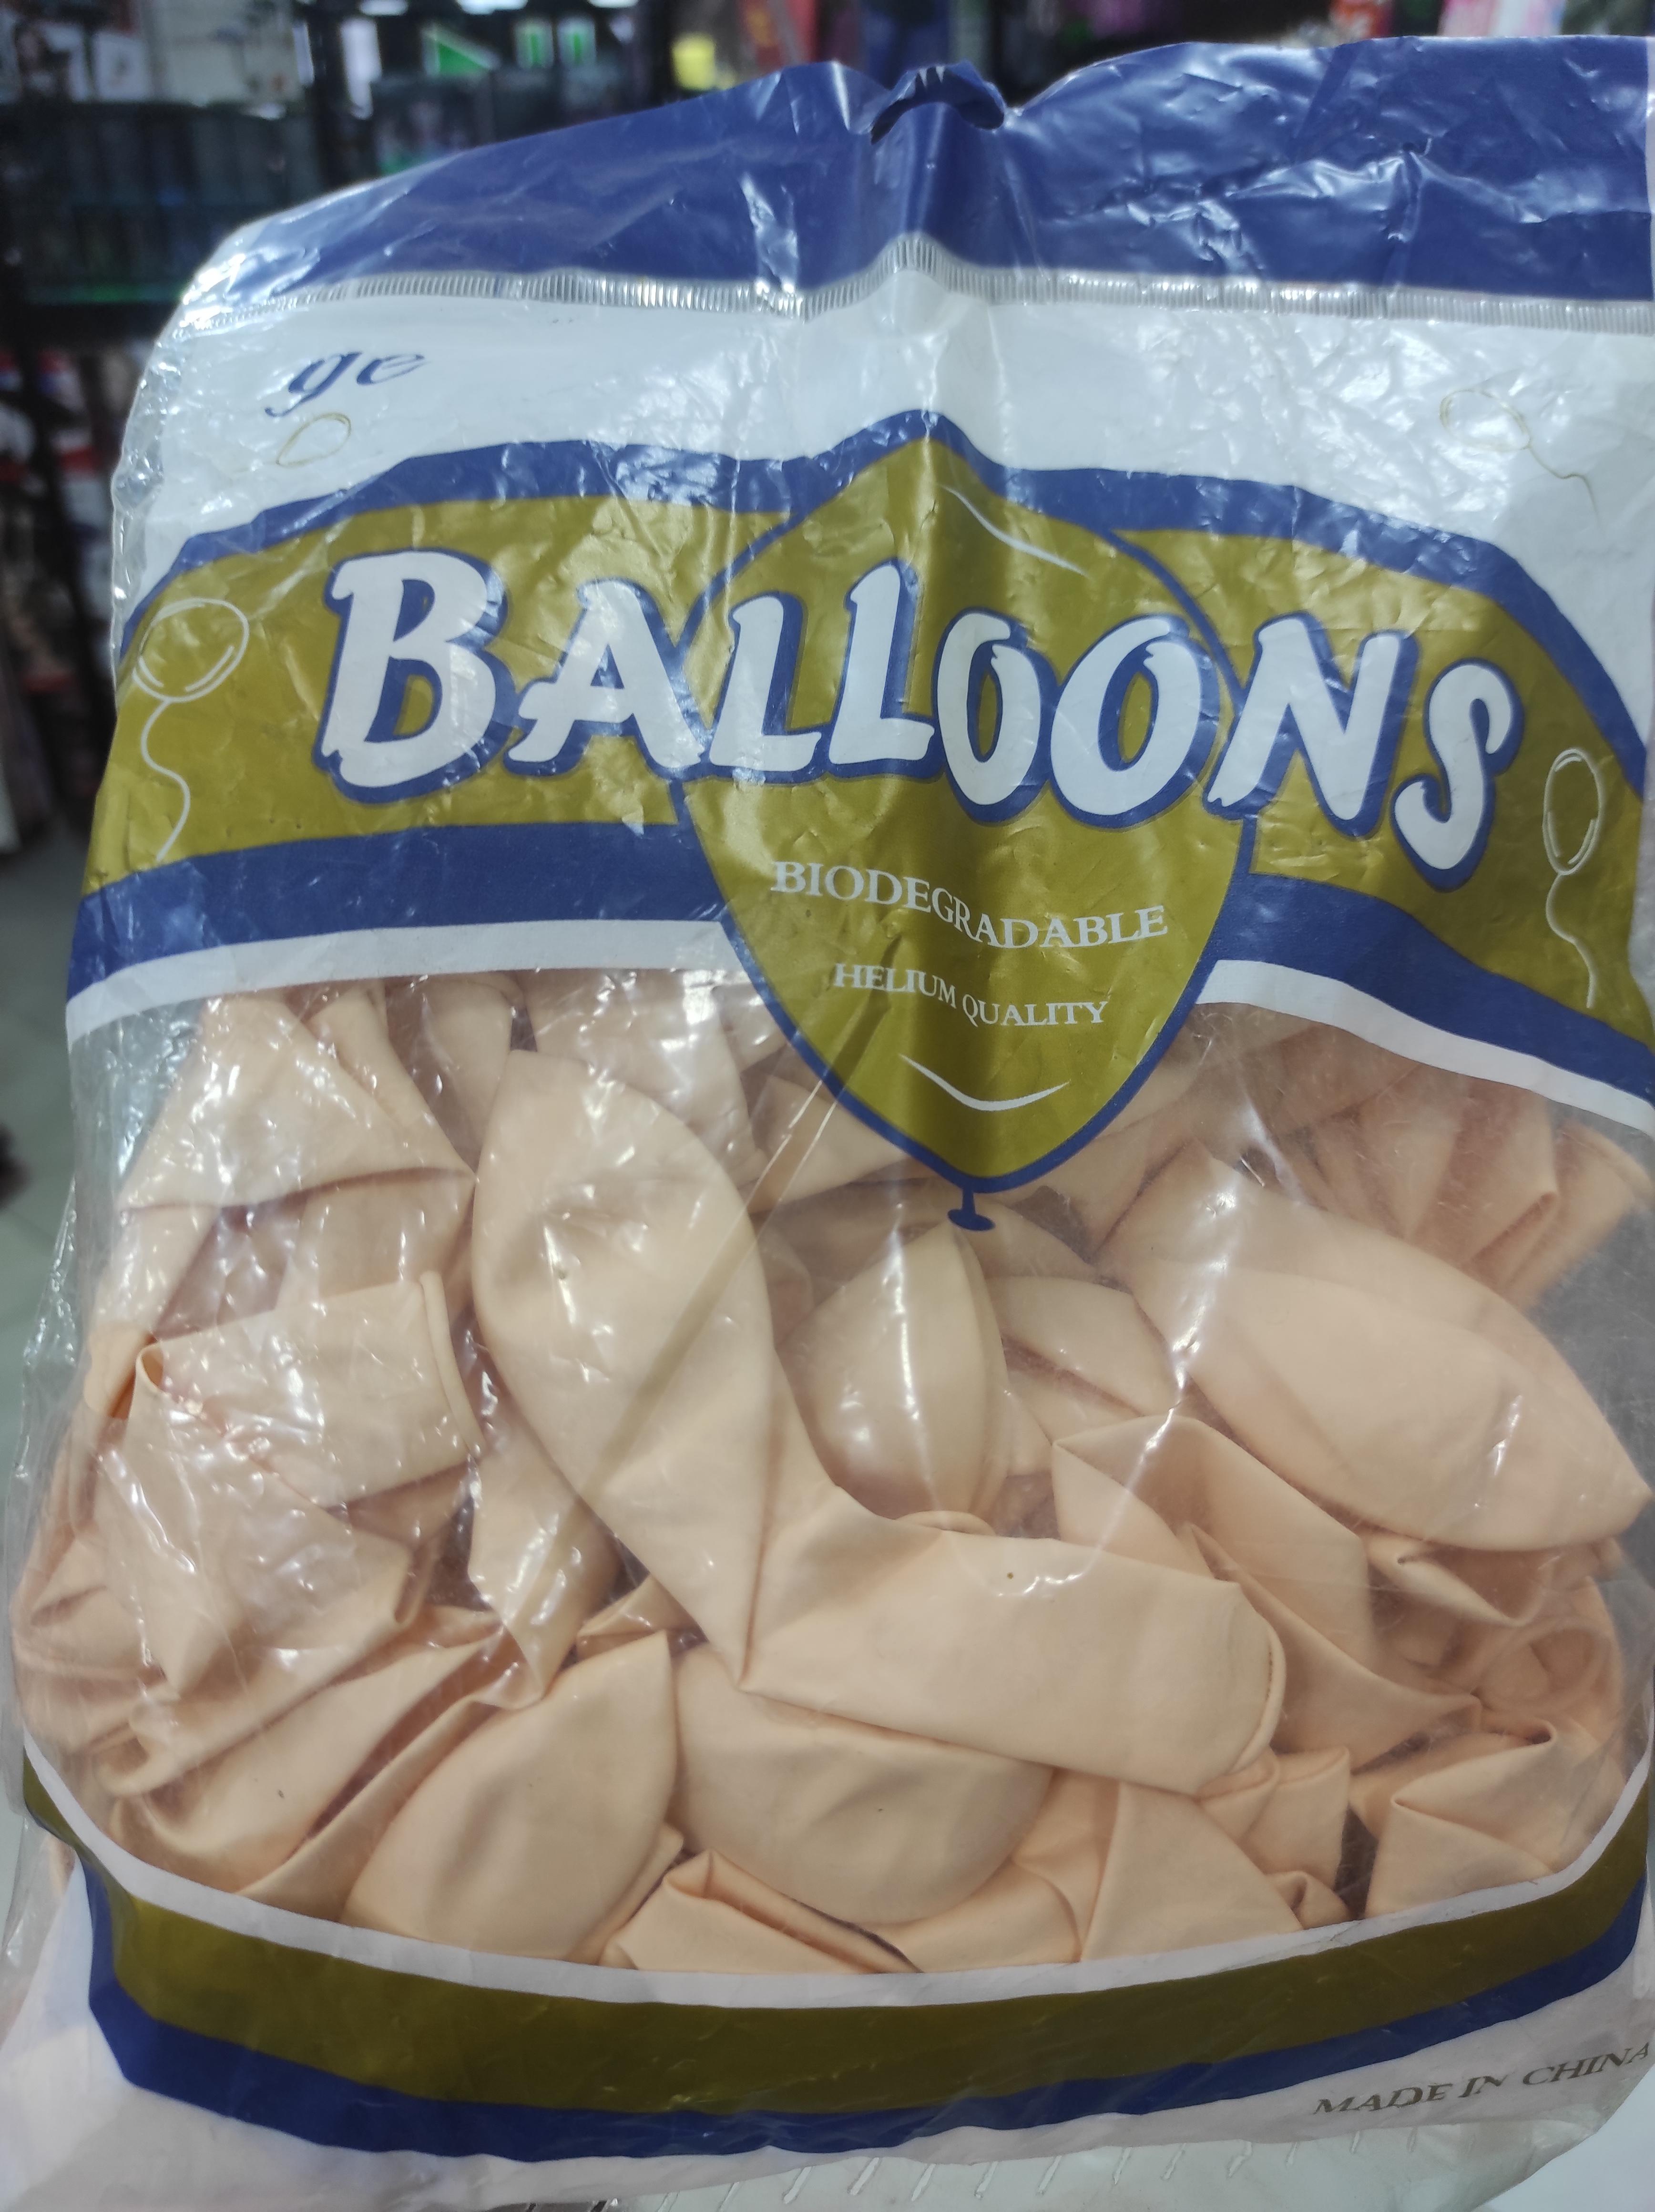 ge
BALLOONS
BIODEGRADABLE
HELIUM QUALITY
MADE IN CHINA